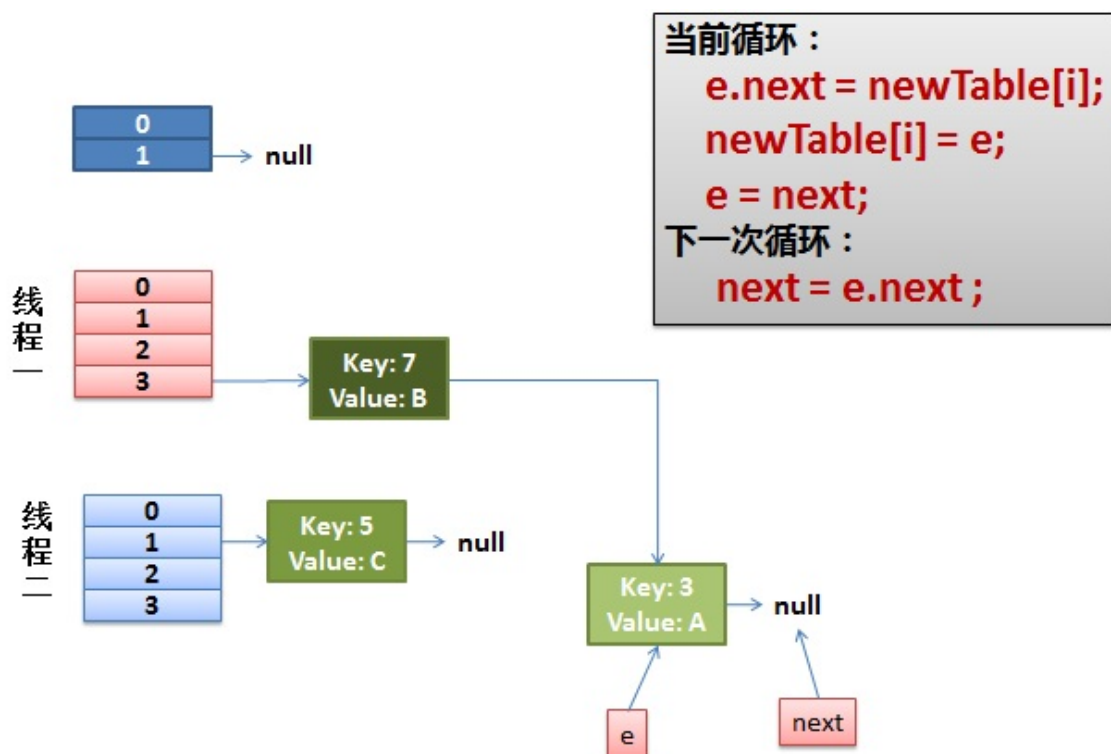 当前循环：
e.next = newTable[i];
newTable[i] = e;
e = next;
下一次循环：
next = e.next ;
0
1
null
线程一
0
1
2
3
Key: 7
Value: B
线程二
0
1
2
3
Key: 5
Value: C
null
Key: 3
Value: A
null
e
next